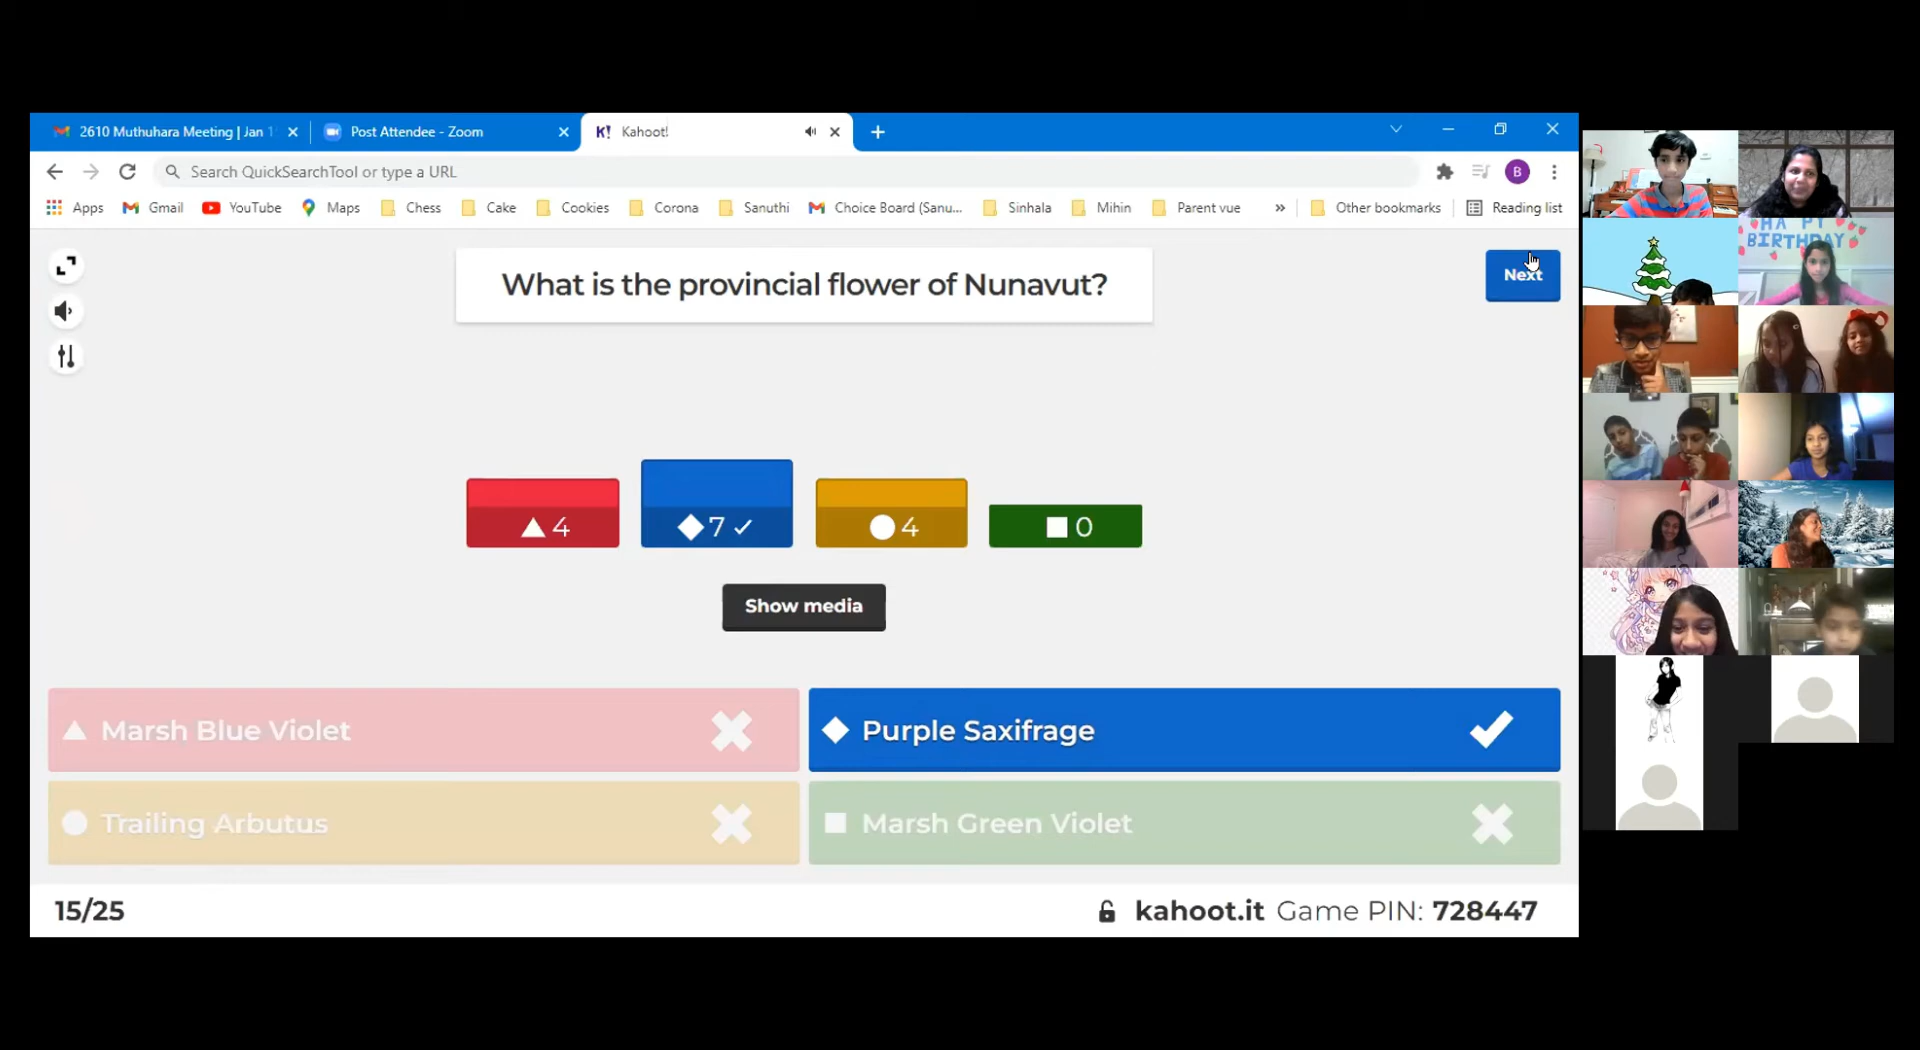 2610 Muthuhara Meeting | Jan 1
Post Attendee - Zoom
K! Kahoot!
Search QuickSearchTool or type a URL
B
Apps
Gmail
YouTube
Maps
Chess
Cake
Cookies
Corona
Sanuthi
Choice Board (Sanu...
Sinhala
Mihin
Parent vue
»
Other bookmarks
Reading list
What is the provincial flower of Nunavut?
Next
4
7
4
0
Show media
Marsh Blue Violet
Purple Saxifrage
Trailing Arbutus
Marsh Green Violet
15/25
kahoot.it Game PIN: 728447
HAPPY
BIRTHDAY